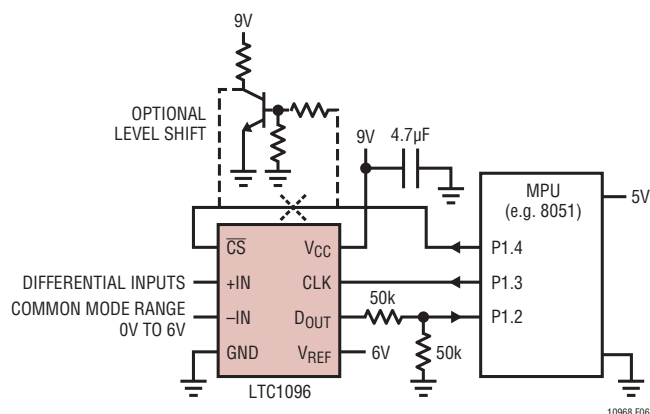 9V
OPTIONAL
LEVEL SHIFT
9V
4.7µF
MPU
(e.g. 8051)
5V
CS
VCC
P1.4
DIFFERENTIAL INPUTS
+IN
CLK
P1.3
COMMON MODE RANGE
0V TO 6V
–IN
DOUT
50k
P1.2
GND
VREF
6V
50k
LTC1096
10968 F06